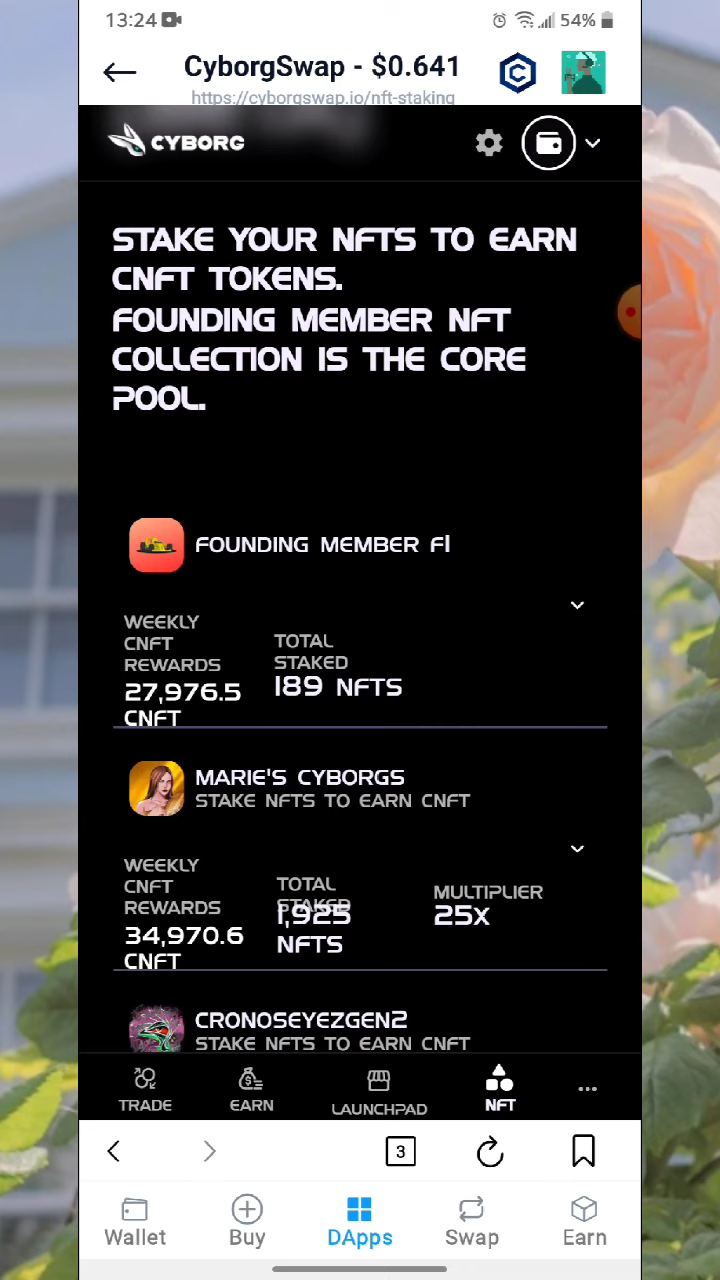 13:24
54%
CyborgSwap - $0.641
https://cyborgswap.io/nft-staking
CYBORG
STAKE YOUR NFTS TO EARN
CNFT TOKENS.
FOUNDING MEMBER NFT
COLLECTION IS THE CORE
POOL.
FOUNDING MEMBER F1
WEEKLY
CNFT
REWARDS
27,976.5
CNFT
TOTAL
STAKED
189 NFTS
MARIE'S CYBORGS
STAKE NFTS TO EARN CNFT
WEEKLY
CNFT
REWARDS
34,970.6
CNFT
TOTAL
STAKED
1,925
NFTS
MULTIPLIER
25X
CRONOSEYEZGEN2
STAKE NFTS TO EARN CNFT
TRADE
EARN
LAUNCHPAD
NFT
...
3
Wallet
Buy
DApps
Swap
Earn